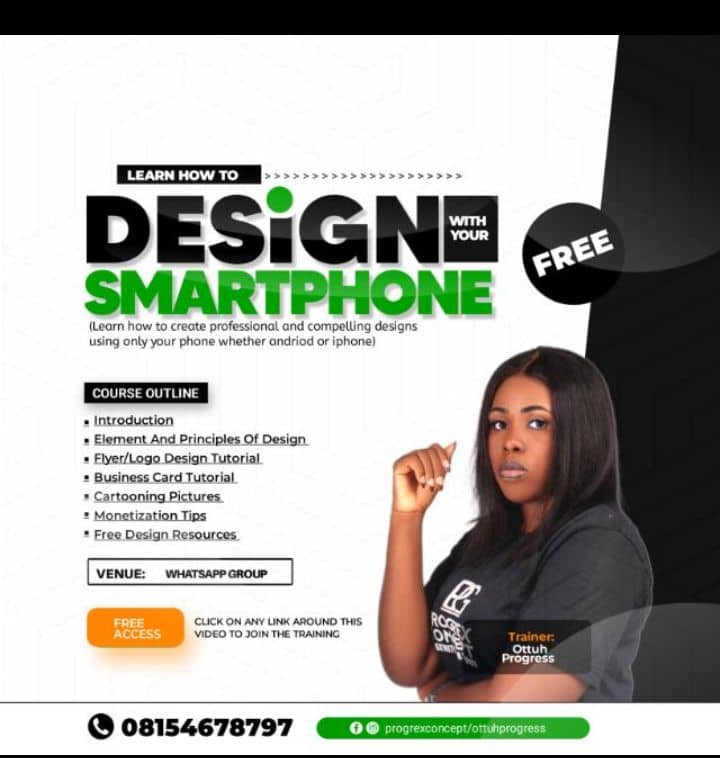 LEARN HOW TO >>>>>>>>>>>>>>>>>>>>>
DESiGN WITH YOUR
SMARTPHONE
(Learn how to create professional and compelling designs
using only your phone whether andriod or iphone)
FREE
COURSE OUTLINE
Introduction
Element And Principles Of Design
Flyer/Logo Design Tutorial
Business Card Tutorial
Cartooning Pictures
Monetization Tips
Free Design Resources
VENUE: WHATSAPP GROUP
FREE ACCESS
CLICK ON ANY LINK AROUND THIS
VIDEO TO JOIN THE TRAINING
Trainer:
Ottuh
Progress
08154678797
progrexconcept/ottuhprogress